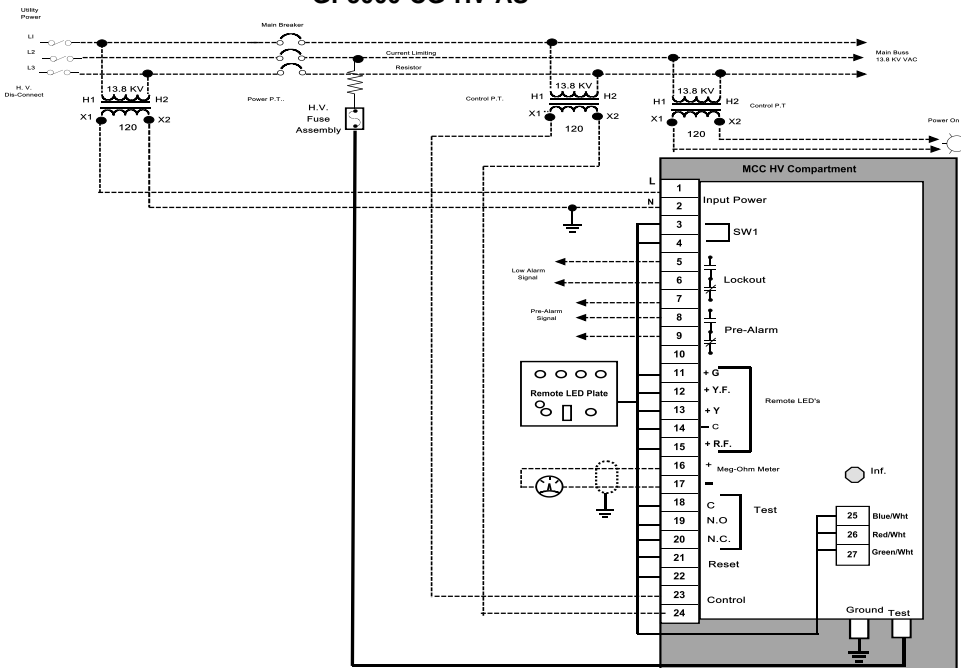 Utility
Power
L1
L2
L3
H. V.
Dis-Connect
Main Breaker
Current Limiting
Resistor
Main Buss
13.8 KV VAC
13.8 KV
H1
H2
X1
X2
120
Power P.T..
H.V.
Fuse
Assembly
Control P.T.
13.8 KV
H1
H2
X1
X2
120
13.8 KV
H1
H2
X1
X2
120
Control P.T
Power On
MCC HV Compartment
L
N
1
2
3
4
5
6
7
8
9
10
11
12
13
14
15
16
17
18
19
20
21
22
23
24
Input Power
SW1
Lockout
Pre-Alarm
Low Alarm
Signal
Pre-Alarm
Signal
Remote LED Plate
+ G
+ Y.F.
+ Y
- C
+ R.F.
Remote LED's
+
Meg-Ohm Meter
-
A
C
N.O
N.C.
Test
Reset
Control
Inf.
25 Blue/Wht
26 Red/Wht
27 Green/Wht
Ground
Test